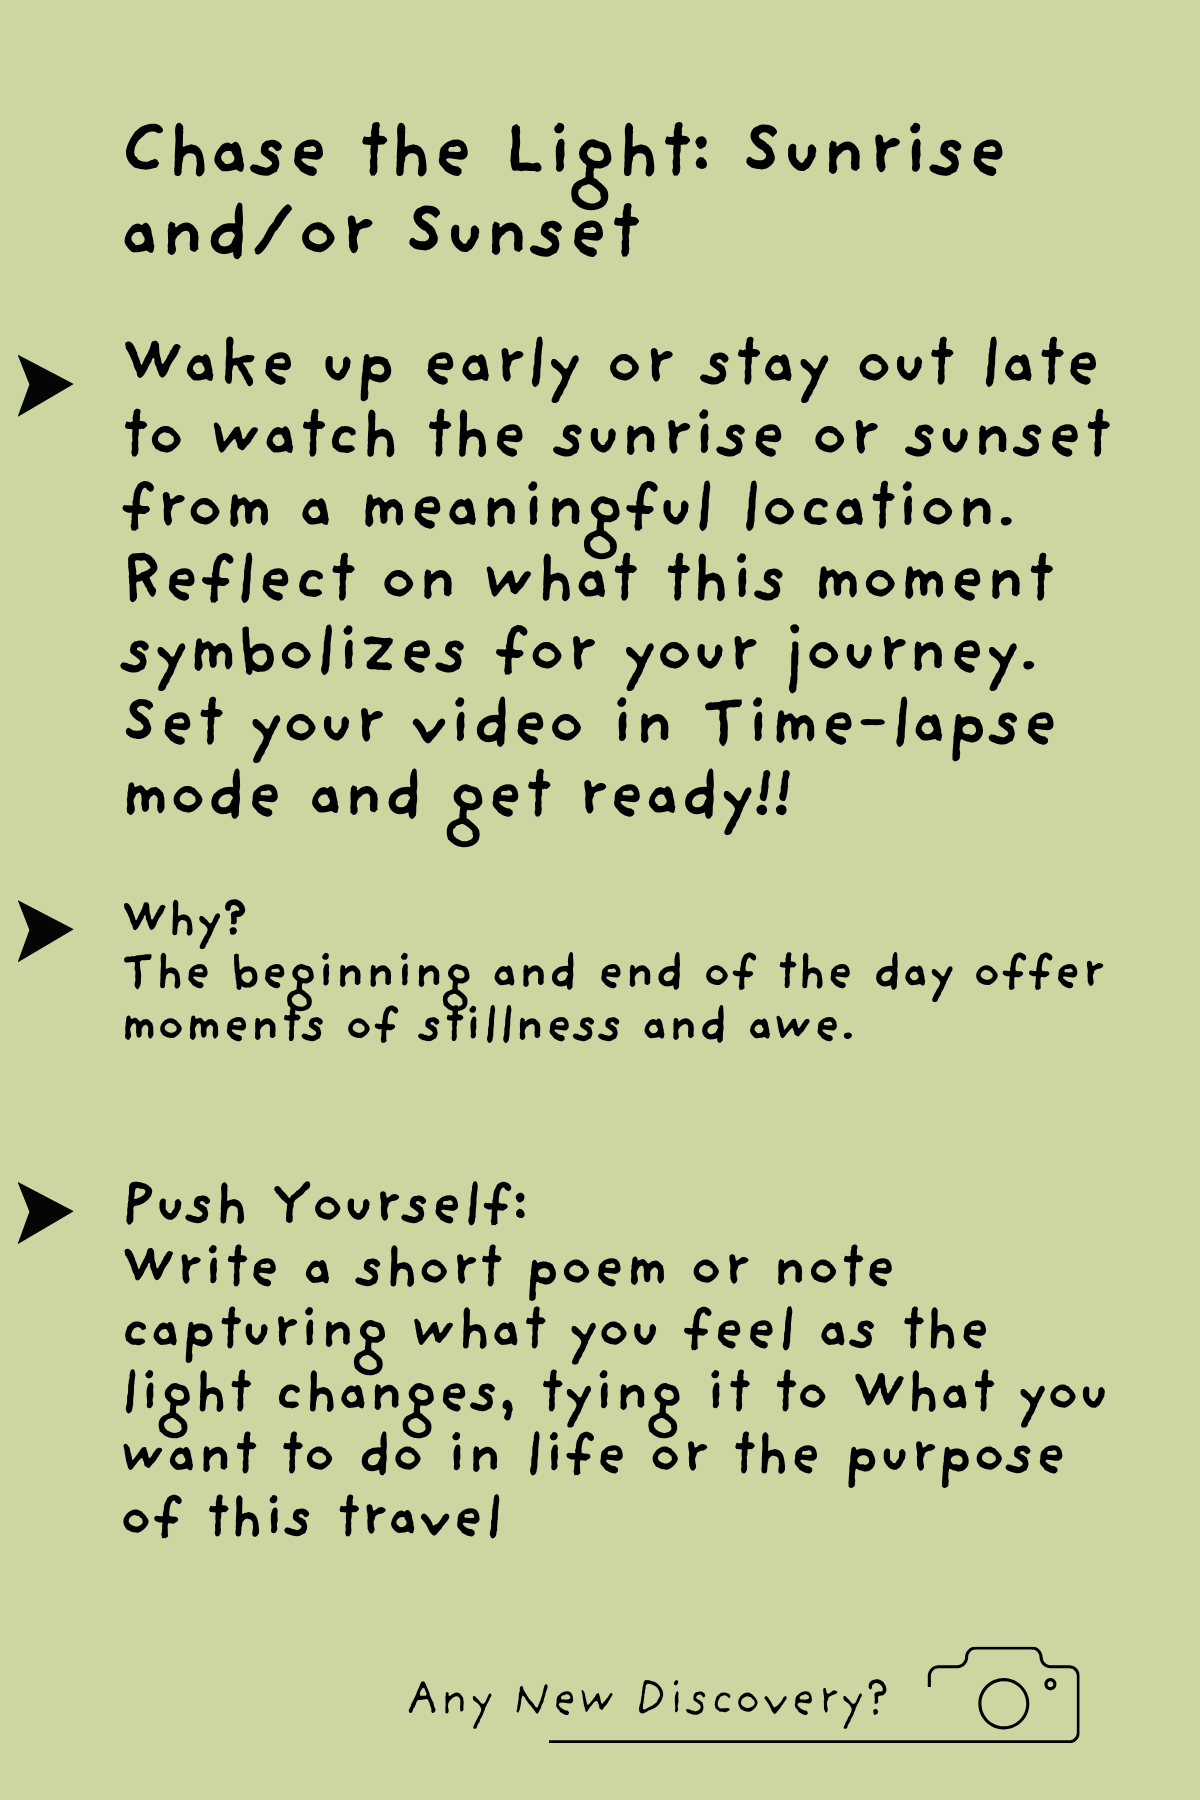 Chase the Light: Sunrise
and/or Sunset
Wake up early or stay out late
to watch the sunrise or sunset
from a meaningful location.
Reflect on what this moment
symbolizes for your journey.
Set your video in Time-lapse
mode and get ready!!
Why?
The beginning and end of the day offer
moments of stillness and awe.
Push Yourself:
Write a short poem or note
capturing what you feel as the
light changes, tying it to What you
want to do in life or the purpose
of this travel
Any New Discovery?